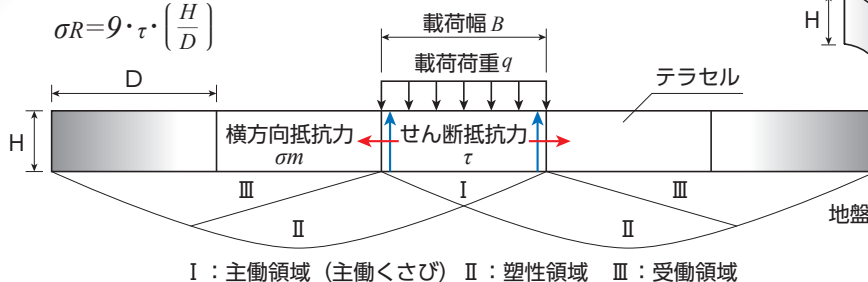 σR=9・τ・(H/D)
H
載荷幅 B
載荷荷重q
D
テラセル
H
横方向抵抗力
σm
せん断抵抗力
τ
Ⅲ
Ⅰ
Ⅲ
Ⅱ
Ⅱ
地盤
Ⅰ：主働領域（主働くさび）Ⅱ：塑性領域　Ⅲ：受働領域